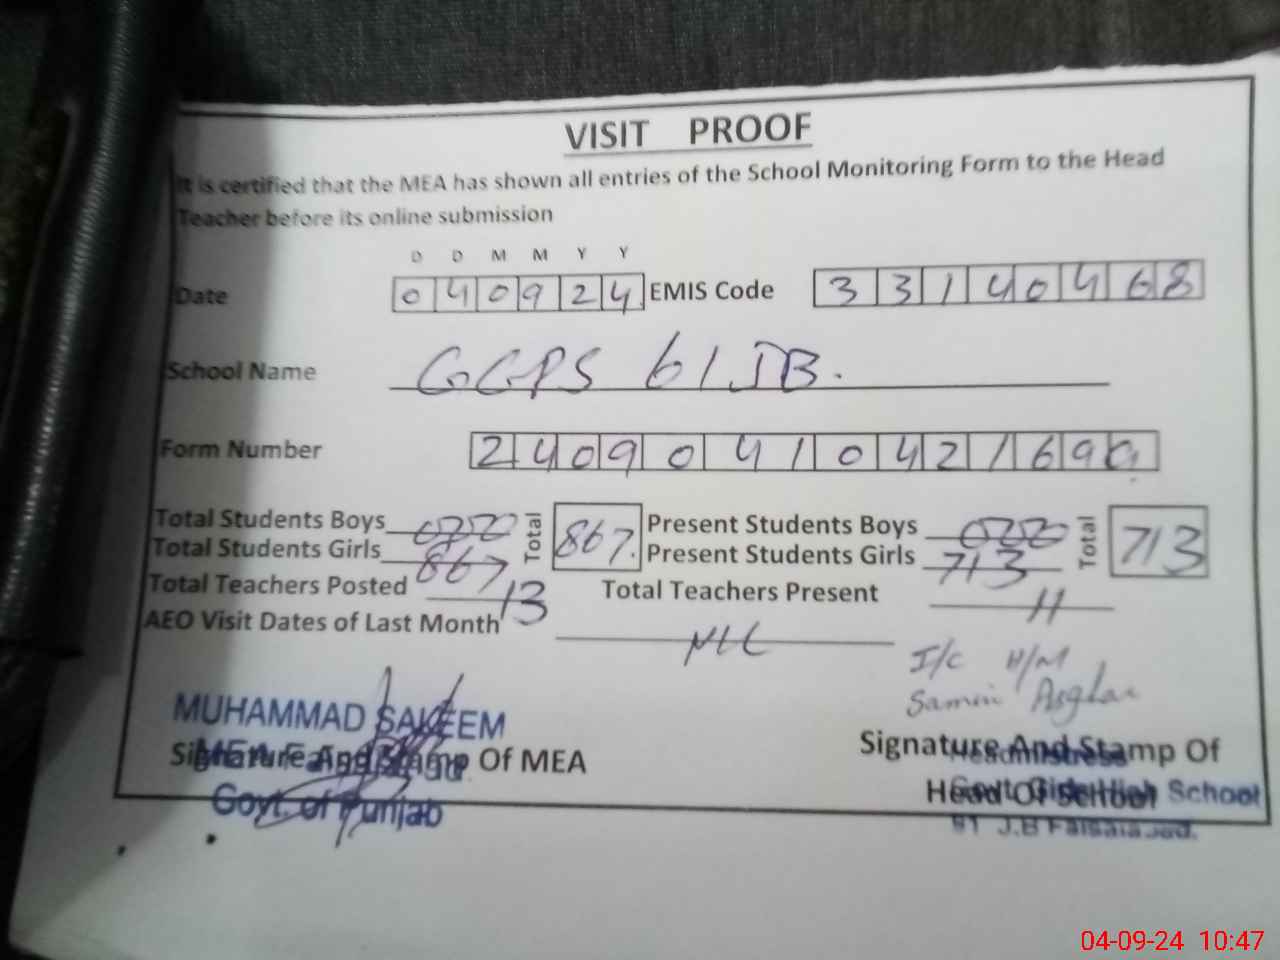 VISIT PROOF
It is certified that the MEA has shown all entries of the School Monitoring Form to the Head
Teacher before its online submission
D D M M Y Y
Date 0 4 0 9 2 4 EMIS Code 3 3 1 4 0 4 6 8
School Name GGPS 61 JB.
Form Number 2 4 0 9 0 4 1 0 4 2 1 6 9 9
Total Students Boys 000 Total 867 Present Students Boys 000 Total 713
Total Students Girls 867 Present Students Girls 713
Total Teachers Posted 13 Total Teachers Present 11
AEO Visit Dates of Last Month NIL
I/C H/M
Asghar
MUHAMMAD SALEEM
Signature And Stamp Of MEA
MEA
Govt. of Punjab
Signature And Stamp Of
Headmistress
Head Of School
Govt. Girls High School
J.B Faisalabad.
04-09-24 10:47